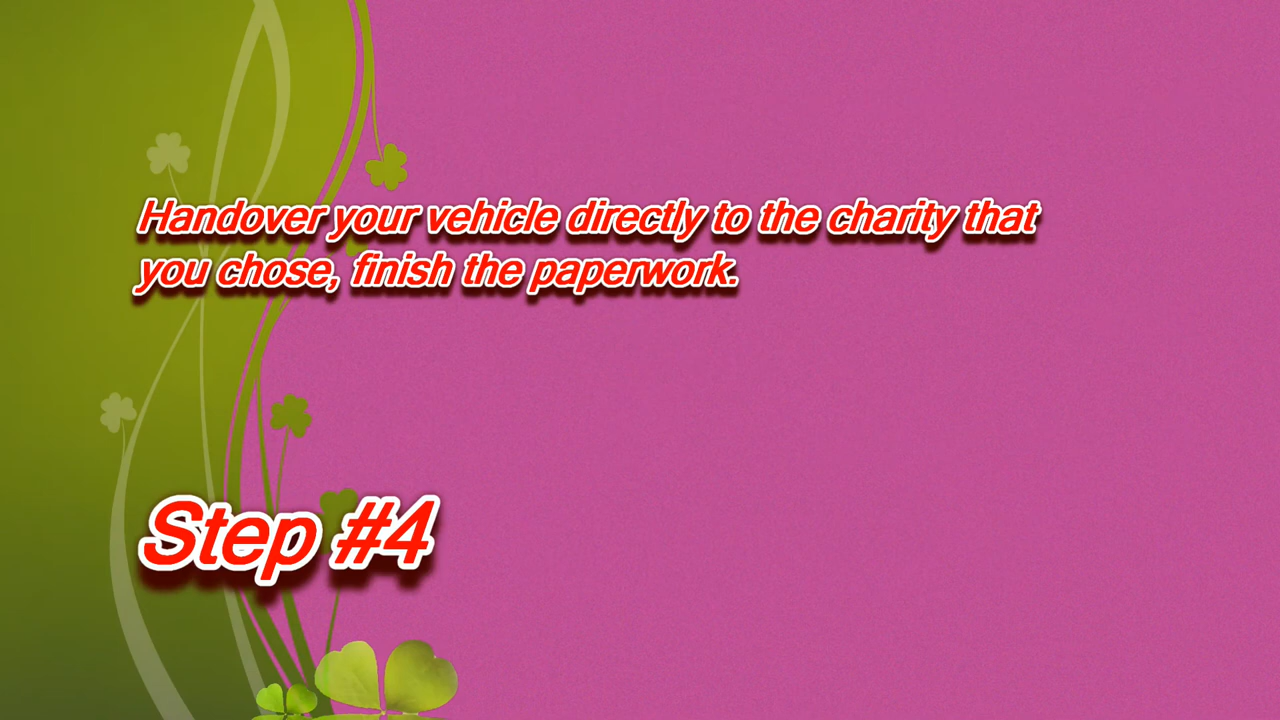 Handover your vehicle directly to the charity that
you chose, finish the paperwork.
Step #4